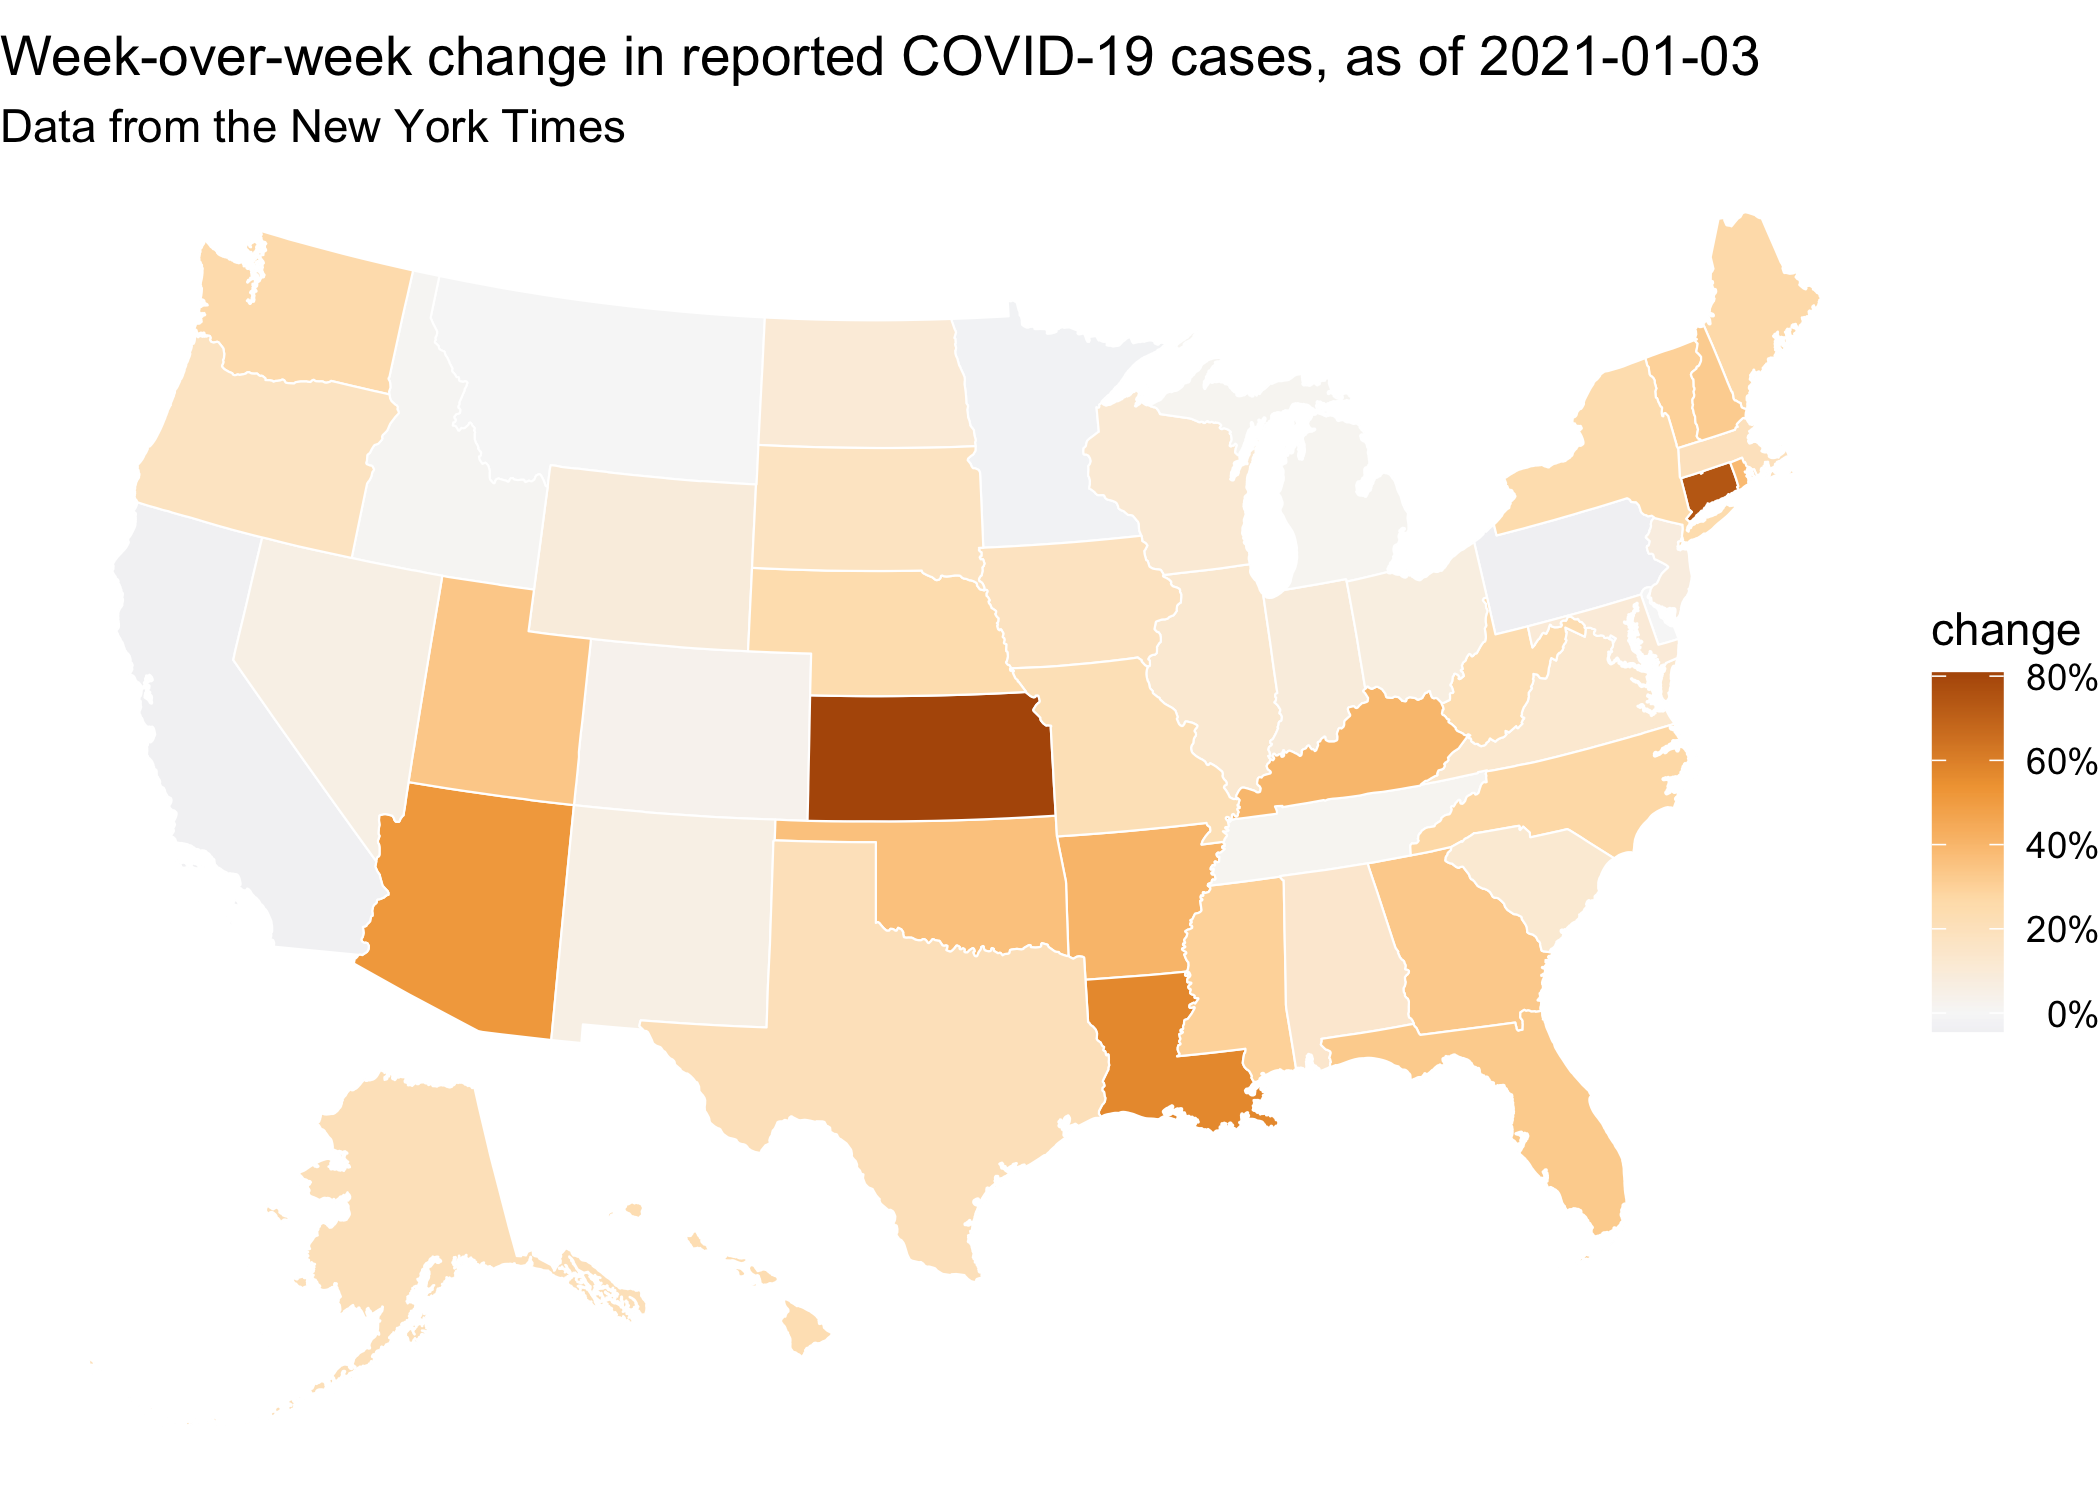 Week-over-week change in reported COVID-19 cases, as of 2021-01-03
Data from the New York Times
change
80%
60%
40%
20%
0%